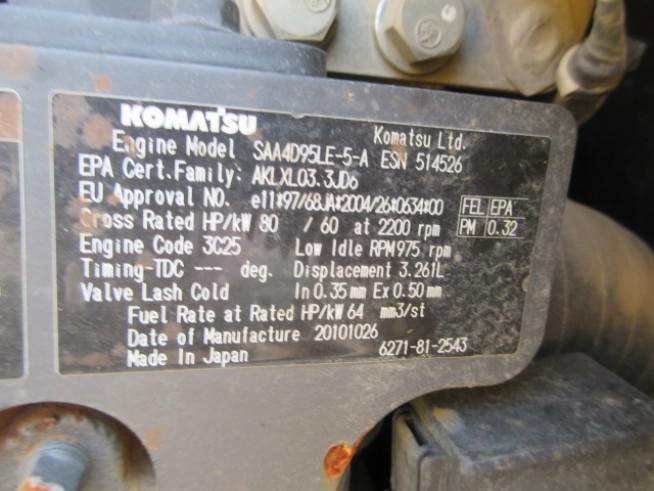 KOMATSU Komatsu Ltd.
Engine Model SAA4D95LE-5-A ESN 514526
EPA Cert.Family: AKLXL03.3JD6
EU Approval NO. e11*97/68JA*2004/26*0634*00 FEL EPA
Gross Rated HP/kW 80 / 60 at 2200 rpm PM 0.32
Engine Code 3C25 Low Idle RPM 975 rpm
Timing-TDC --- deg. Displacement 3.261L
Valve Lash Cold In 0.35 mm Ex 0.50 mm
Fuel Rate at Rated HP/kW 64 mm3/st
Date of Manufacture 20101026
Made In Japan 6271-81-2543